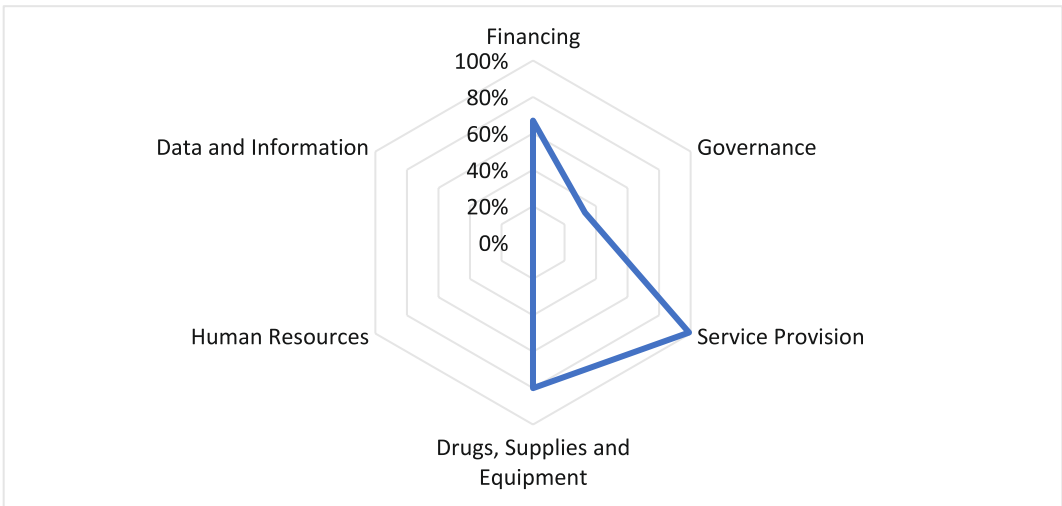 Financing
100%
80%
60%
40%
20%
0%
Governance
Service Provision
Drugs, Supplies and
Equipment
Human Resources
Data and Information